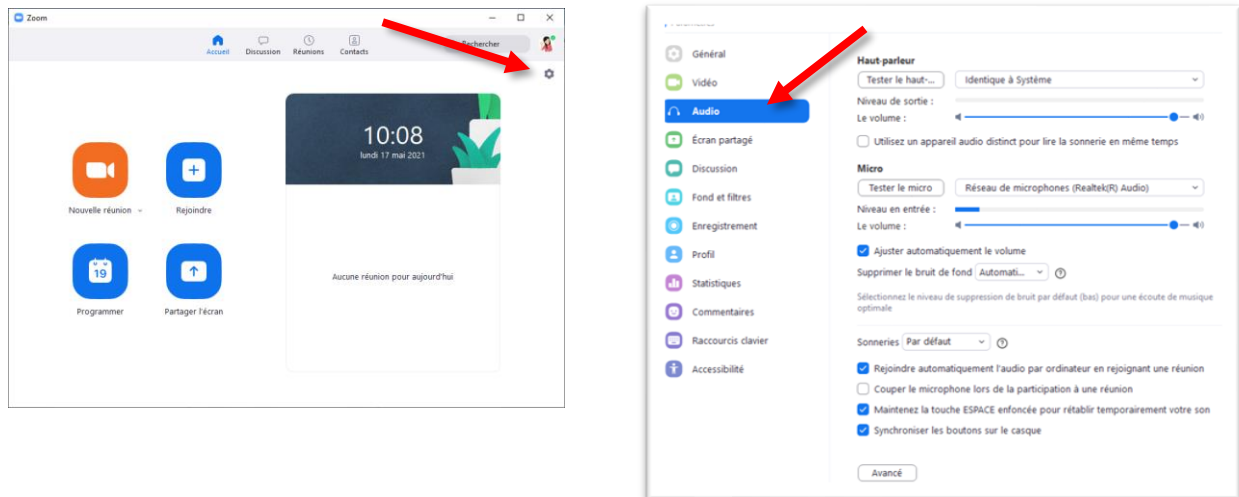 Zoom
Accueil
Discussion
Réunions
Contacts
Rechercher
10:08
lundi 17 mai 2021
Nouvelle réunion
Rejoindre
19
Programmer
Partager l'écran
Aucune réunion pour aujourd'hui
Général
Vidéo
Audio
Écran partagé
Discussion
Fond et filtres
Enregistrement
Profil
Statistiques
Commentaires
Raccourcis clavier
Accessibilité
Haut-parleur
Tester le haut-... Identique à Système
Niveau de sortie :
Le volume :
Utilisez un appareil audio distinct pour lire la sonnerie en même temps
Micro
Tester le micro Réseau de microphones (Realtek(R) Audio)
Niveau en entrée :
Le volume :
Ajuster automatiquement le volume
Supprimer le bruit de fond Automati...
Sélectionnez le niveau de suppression de bruit par défaut (bas) pour une écoute de musique
optimale
Sonneries Par défaut
Rejoindre automatiquement l'audio par ordinateur en rejoignant une réunion
Couper le microphone lors de la participation à une réunion
Maintenez la touche ESPACE enfoncée pour rétablir temporairement votre son
Synchroniser les boutons sur le casque
Avancé